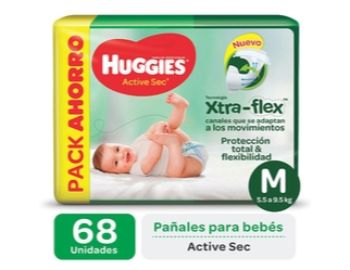 PACK AHORRO
HUGGIES
Active Sec
Nuevo
Tecnología
Xtra-flex™
canales que se adaptan
a los movimientos
Protección
total &
flexibilidad
M
5.5 a 9.5 kg
68
Unidades
Pañales para bebés
Active Sec